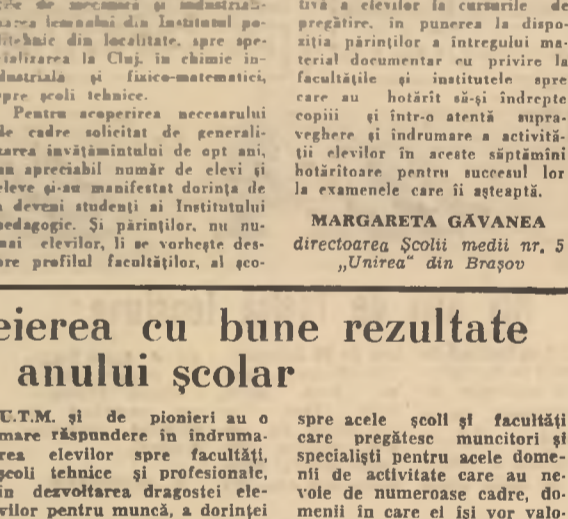 de mecanică și industriali-
lemnului din Institutul po-
din localitate, spre spe-
la Cluj, în chimie in-
și fizico-matematici,
spre școli tehnice.
Pentru acoperirea necesarului
de cadre solicitat de generali-
zarea învățămîntului de opt ani,
un apreciabil număr de elevi și
eleve și-au manifestat dorința de
a deveni studenți ai Institutului
pedagogic. Și părinților, nu nu-
mai elevilor, li se vorbește des-
pre profilul facultăților, al șco-
tivă a elevilor la cursurile de
pregătire, în punerea la dispo-
ziția părinților a întregului ma-
terial documentar cu privire la
facultățile și institutele spre
care au hotărît să-și îndrepte
copiii și într-o atentă supra-
veghere și îndrumare a activită-
ții elevilor în aceste săptămîni
hotărîtoare pentru succesul lor
la examenele care îi așteaptă.
MARGARETA GĂVANEA
directoarea Școlii medii nr. 5
„Unirea“ din Brașov
eierea cu bune rezultate
anului școlar
U.T.M. și de pionieri au o
mare răspundere în îndruma-
rea elevilor spre facultăți,
școli tehnice și profesionale,
în dezvoltarea dragostei ele-
vilor pentru muncă, a dorinței
spre acele școli și facultăți
care pregătesc muncitori și
specialiști pentru acele dome-
nii de activitate care au ne-
voie de numeroase cadre, do-
menii în care ei își vor valo-